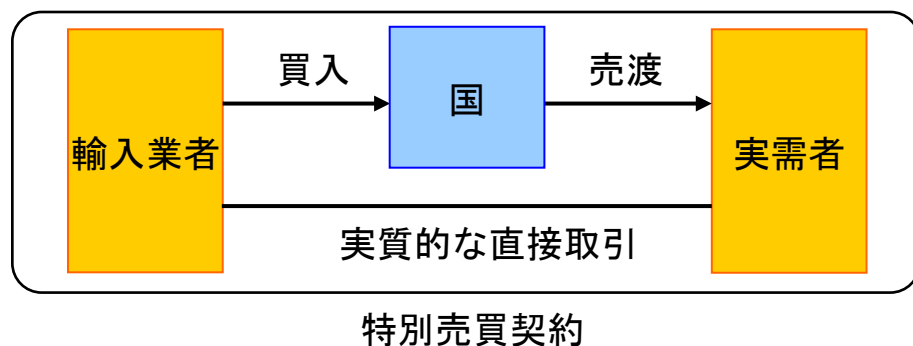 買入
売渡
国
輸入業者
実需者
実質的な直接取引
特別売買契約